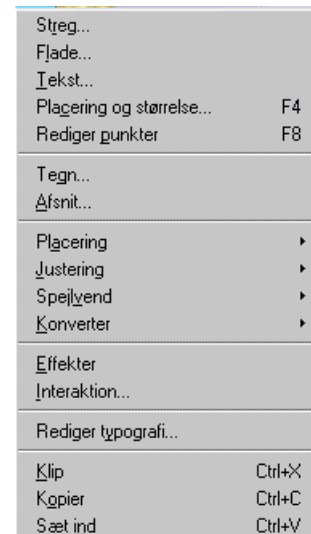 Streg...
Flade...
Tekst...
Placering og størrelse... F4
Rediger punkter F8
Tegn...
Afsnit...
Placering
Justering
Spejlvend
Konverter
Effekter
Interaktion...
Rediger typografi...
Klip Ctrl+X
Kopier Ctrl+C
Sæt ind Ctrl+V